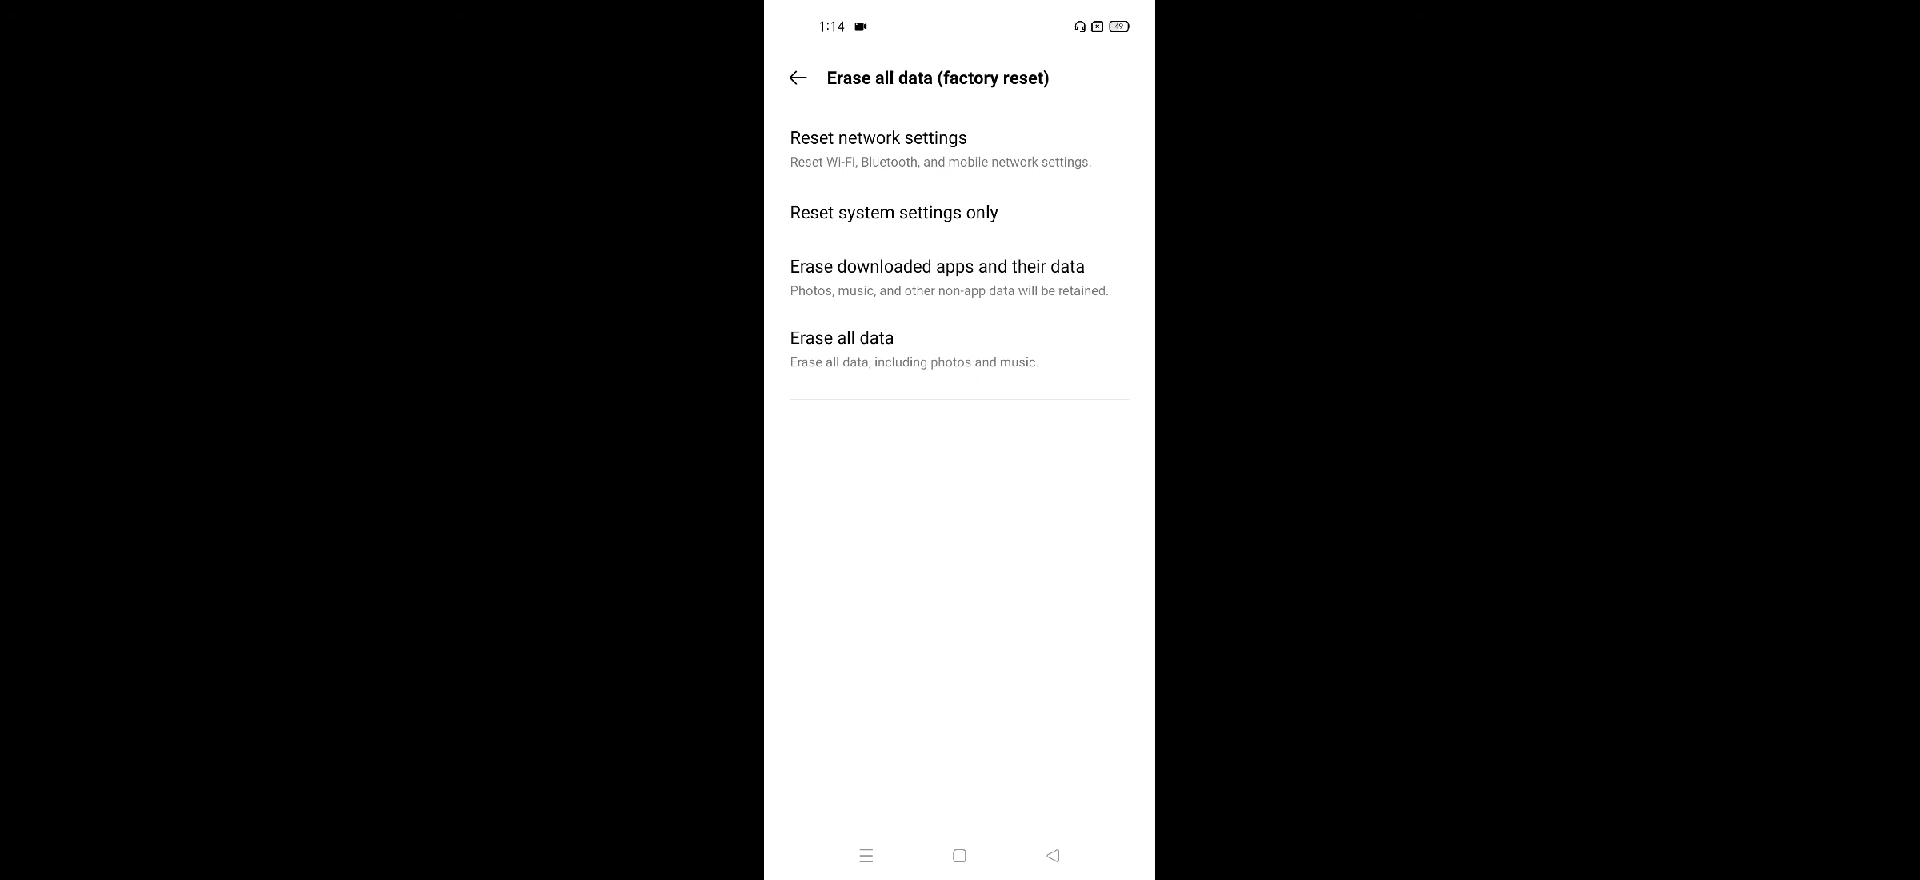 1:14
49
Erase all data (factory reset)
Reset network settings
Reset Wi-Fi, Bluetooth, and mobile network settings.
Reset system settings only
Erase downloaded apps and their data
Photos, music, and other non-app data will be retained.
Erase all data
Erase all data, including photos and music.